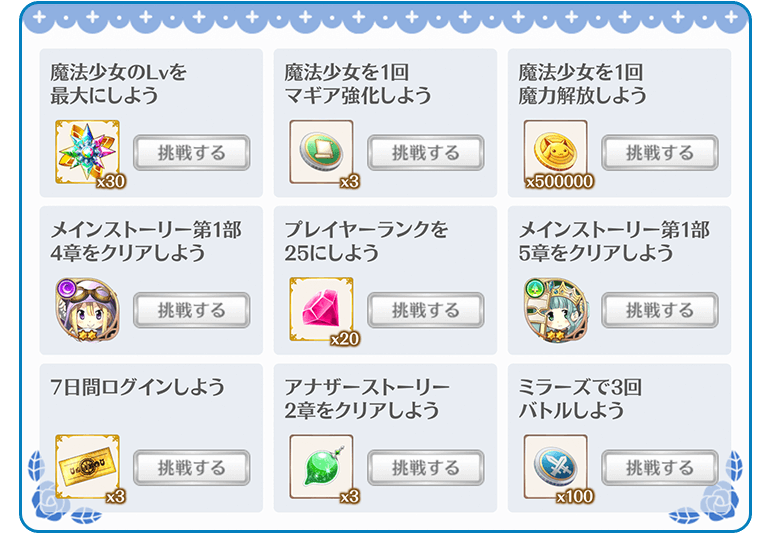 魔法少女のLvを
最大にしよう
x30
挑戦する
魔法少女を1回
マギア強化しよう
x3
挑戦する
魔法少女を1回
魔力解放しよう
x500000
挑戦する
メインストーリー第1部
4章をクリアしよう
挑戦する
プレイヤーランクを
25にしよう
x20
挑戦する
メインストーリー第1部
5章をクリアしよう
挑戦する
7日間ログインしよう
x3
挑戦する
アナザーストーリー
2章をクリアしよう
x3
挑戦する
ミラーズで3回
バトルしよう
x100
挑戦する